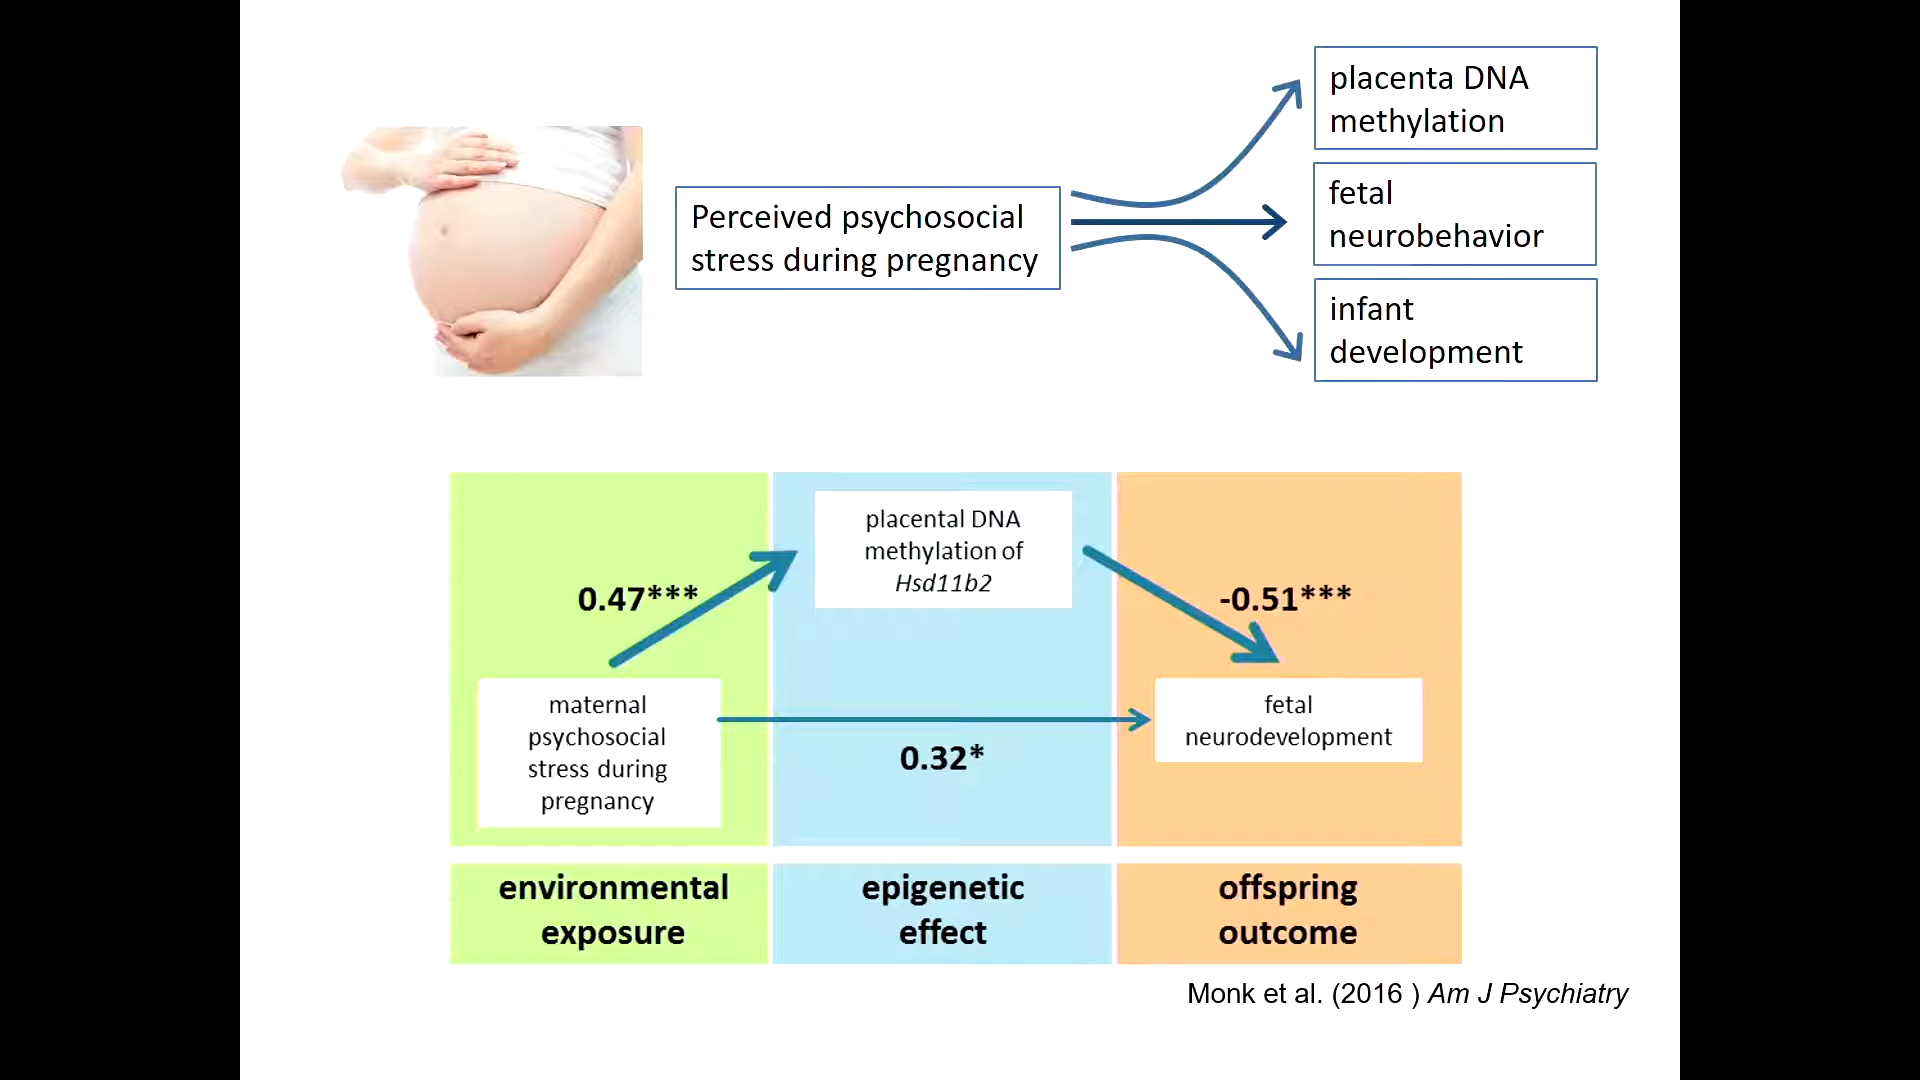 placenta DNA
methylation
Perceived psychosocial
stress during pregnancy
fetal
neurobehavior
infant
development
placental DNA
methylation of
Hsd11b2
0.47***
-0.51***
maternal
psychosocial
stress during
pregnancy
fetal
neurodevelopment
0.32*
environmental
exposure
epigenetic
effect
offspring
outcome
Monk et al. (2016 ) Am J Psychiatry